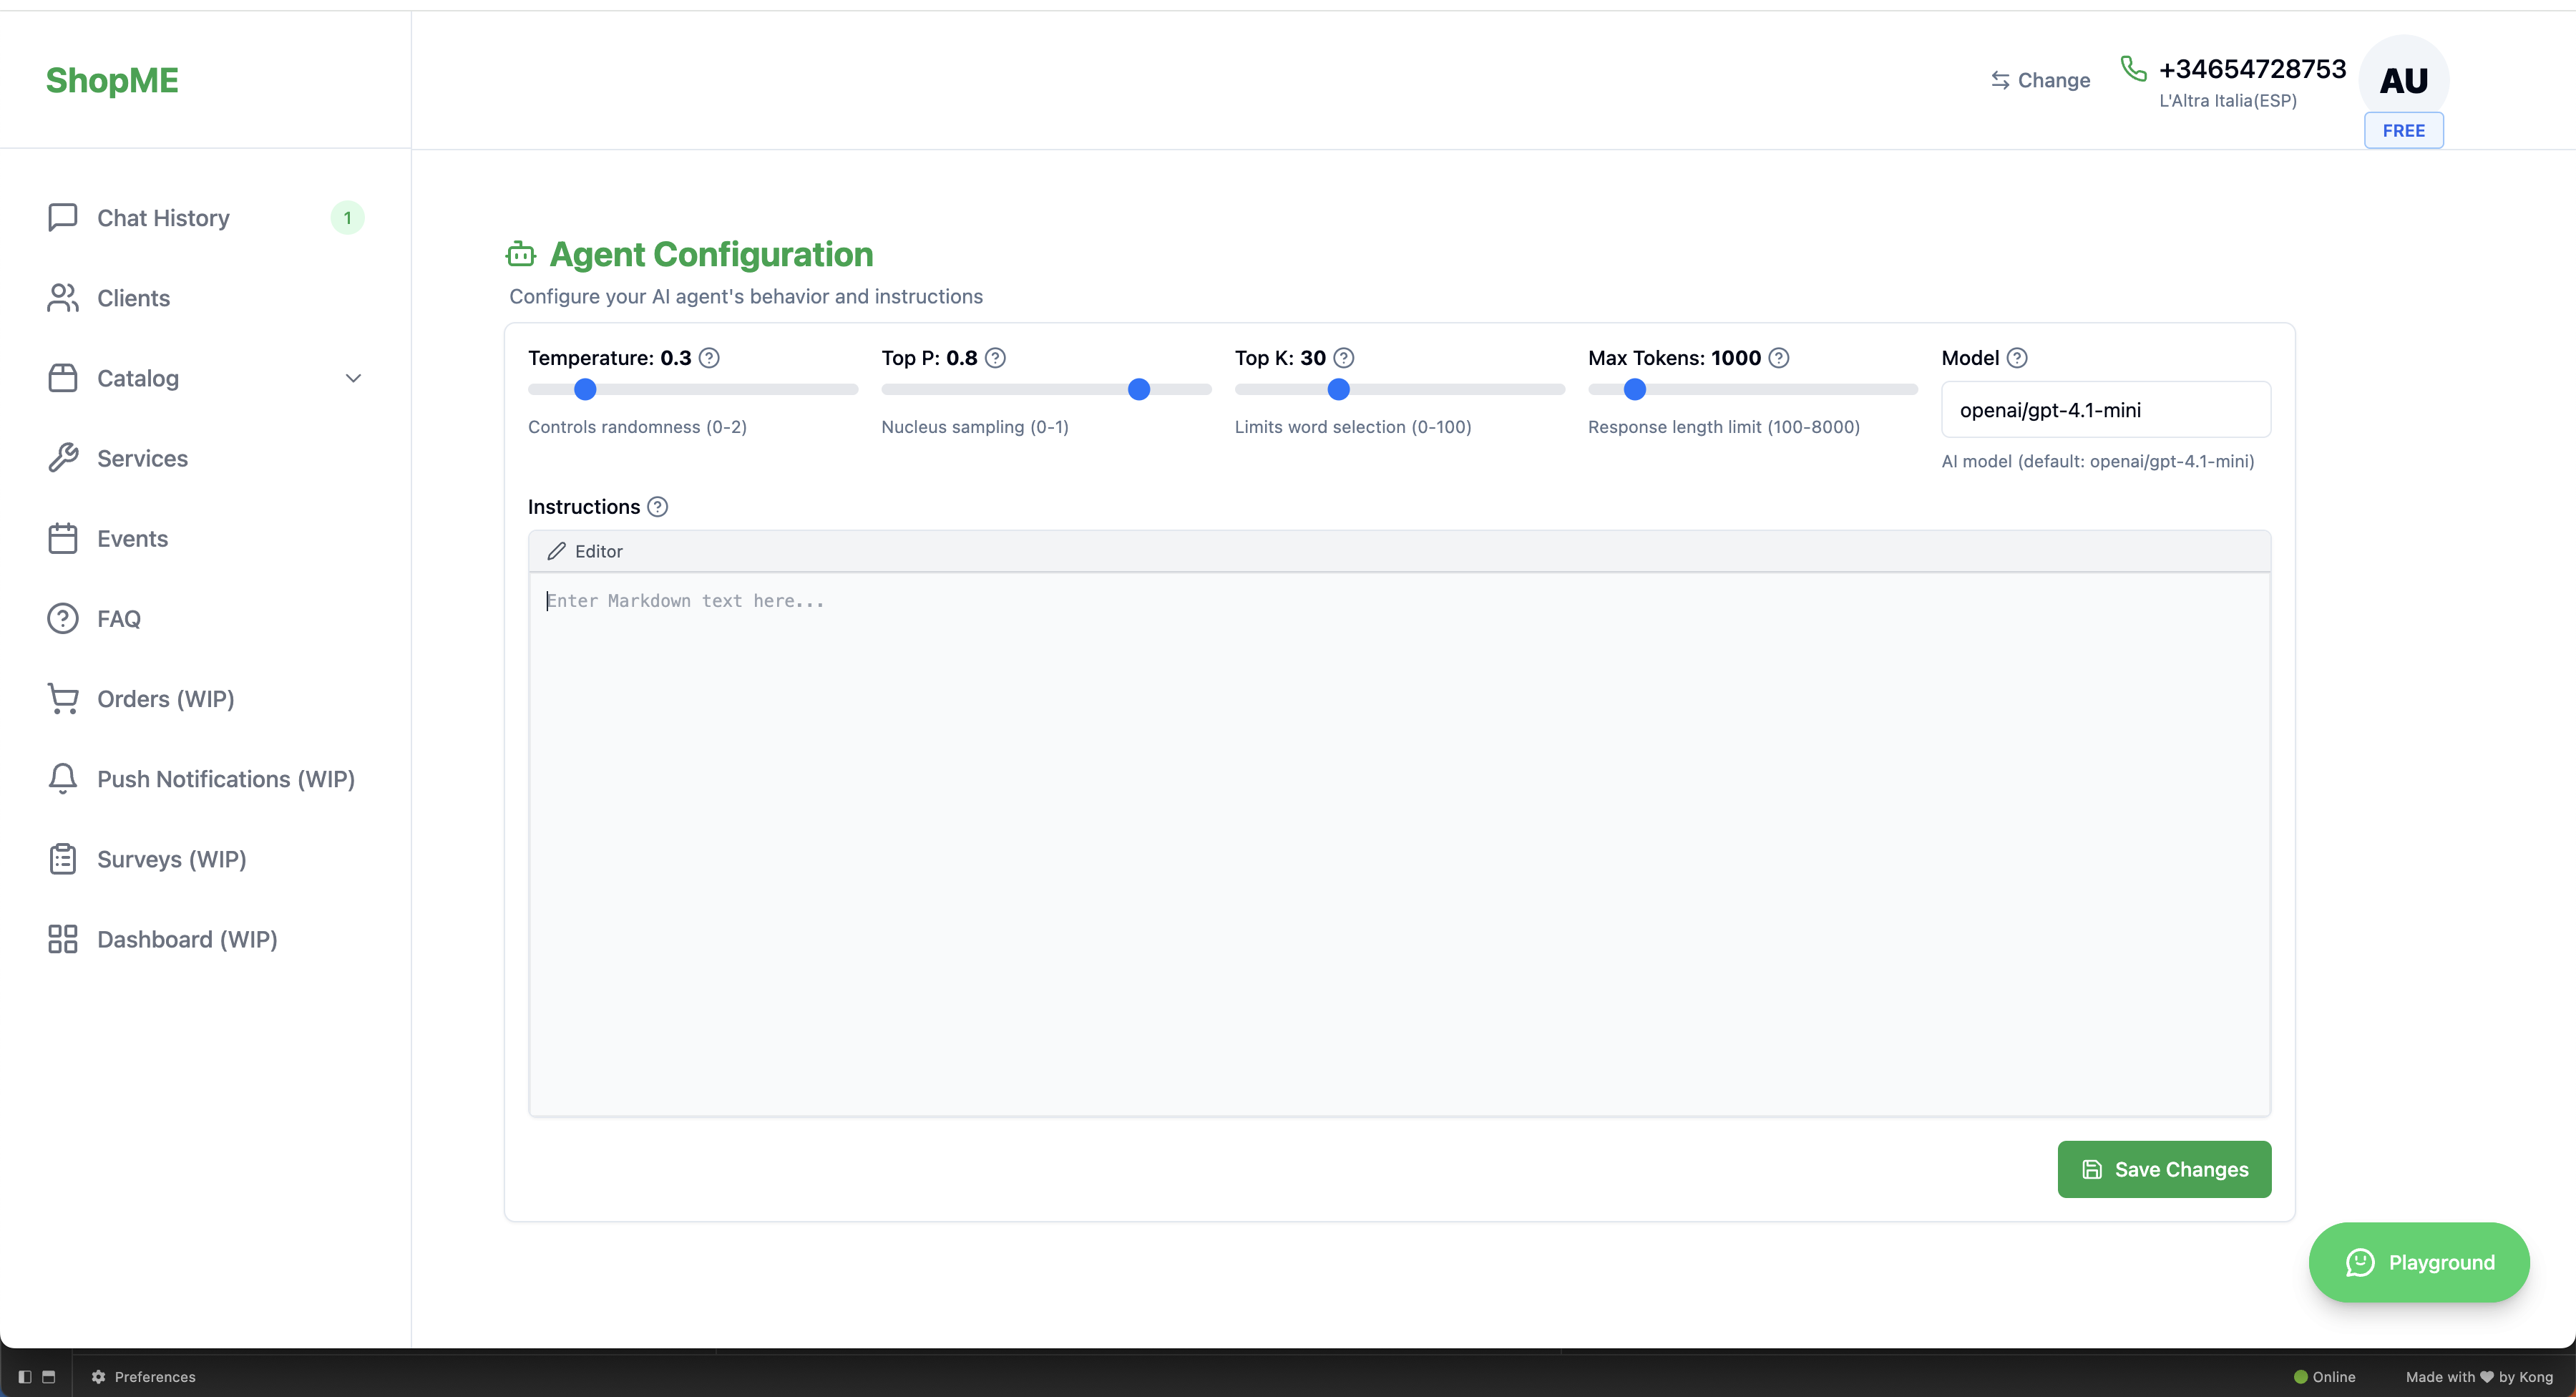 ShopME
Change
+34654728753
L'Altra Italia(ESP)
AU
FREE
Chat History
1
Clients
Catalog
Services
Events
FAQ
Orders (WIP)
Push Notifications (WIP)
Surveys (WIP)
Dashboard (WIP)
Agent Configuration
Configure your AI agent's behavior and instructions
Temperature: 0.3
Controls randomness (0-2)
Top P: 0.8
Nucleus sampling (0-1)
Top K: 30
Limits word selection (0-100)
Max Tokens: 1000
Response length limit (100-8000)
Model
openai/gpt-4.1-mini
AI model (default: openai/gpt-4.1-mini)
Instructions
Editor
Enter Markdown text here...
Save Changes
Playground
Preferences
Online
Made with ♥ by Kong